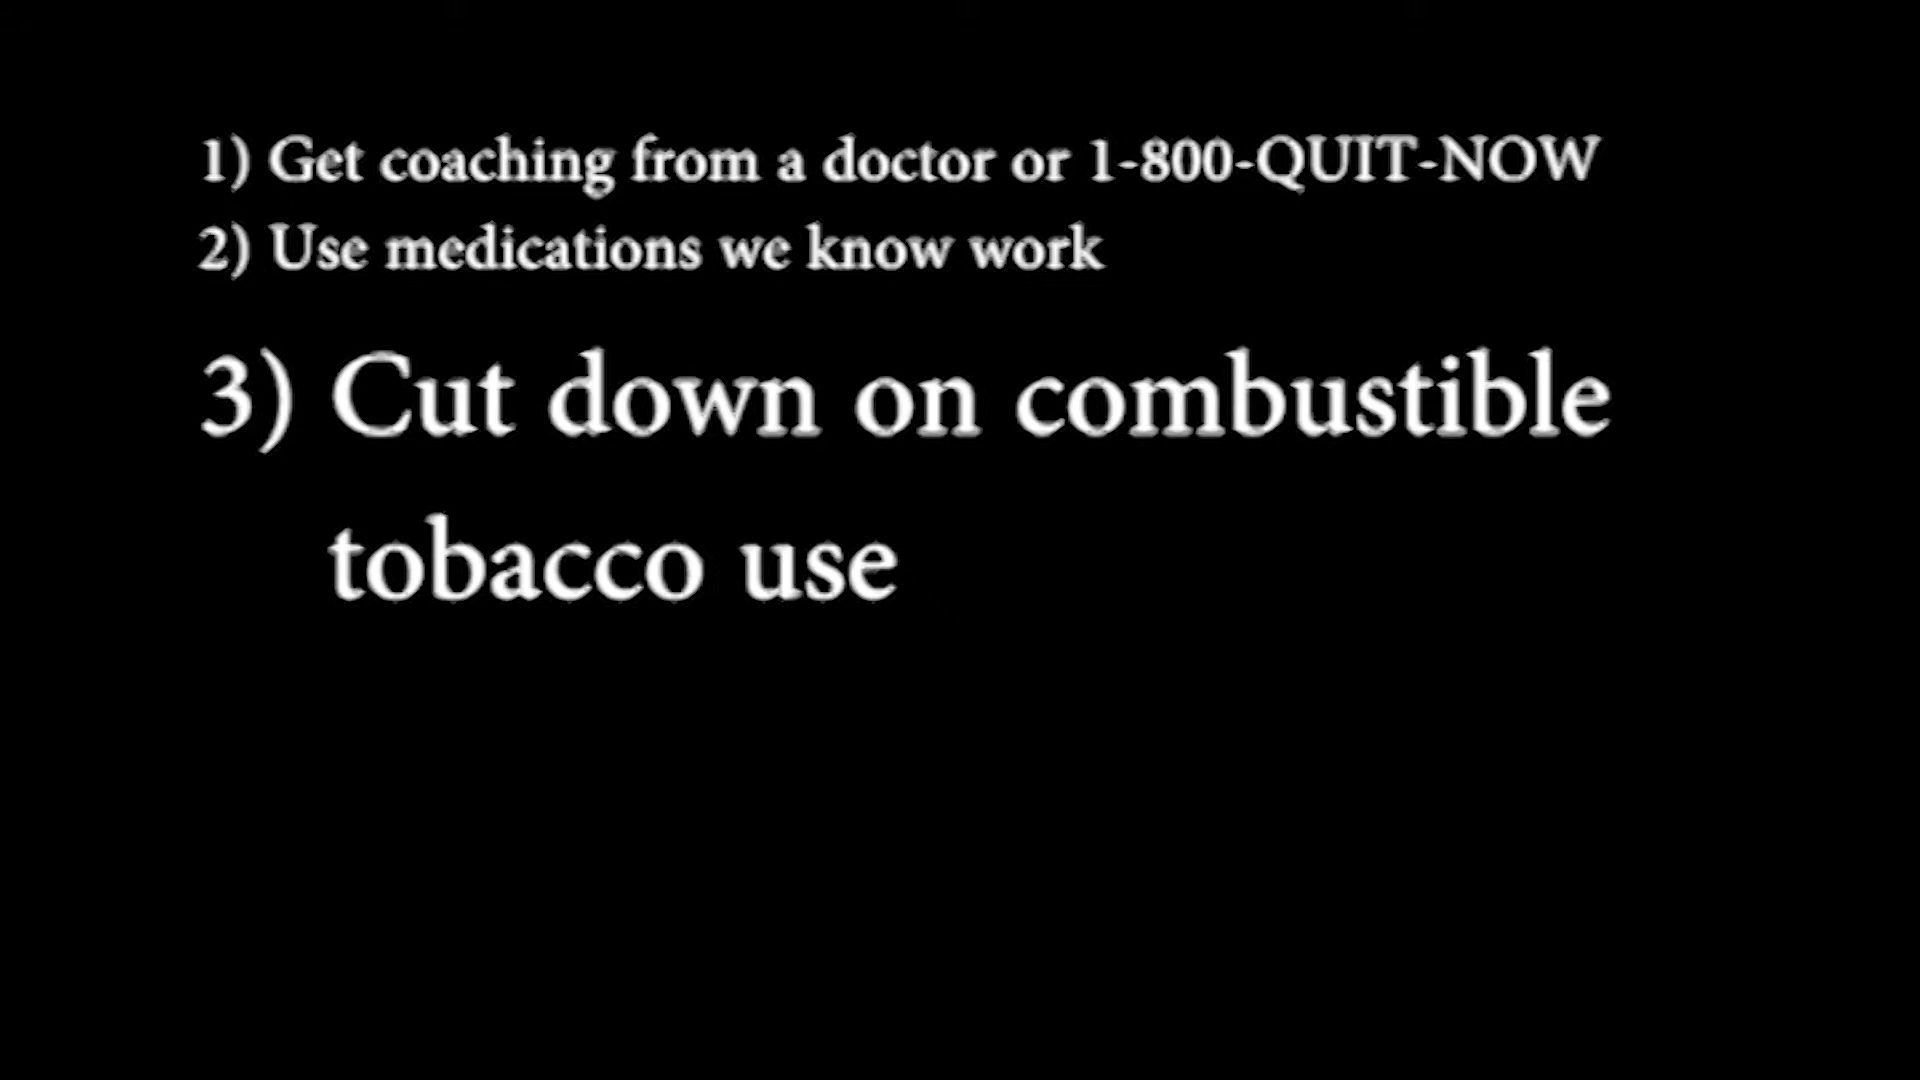 1) Get coaching from a doctor or 1-800-QUIT-NOW
2) Use medications we know work
3) Cut down on combustible
tobacco use